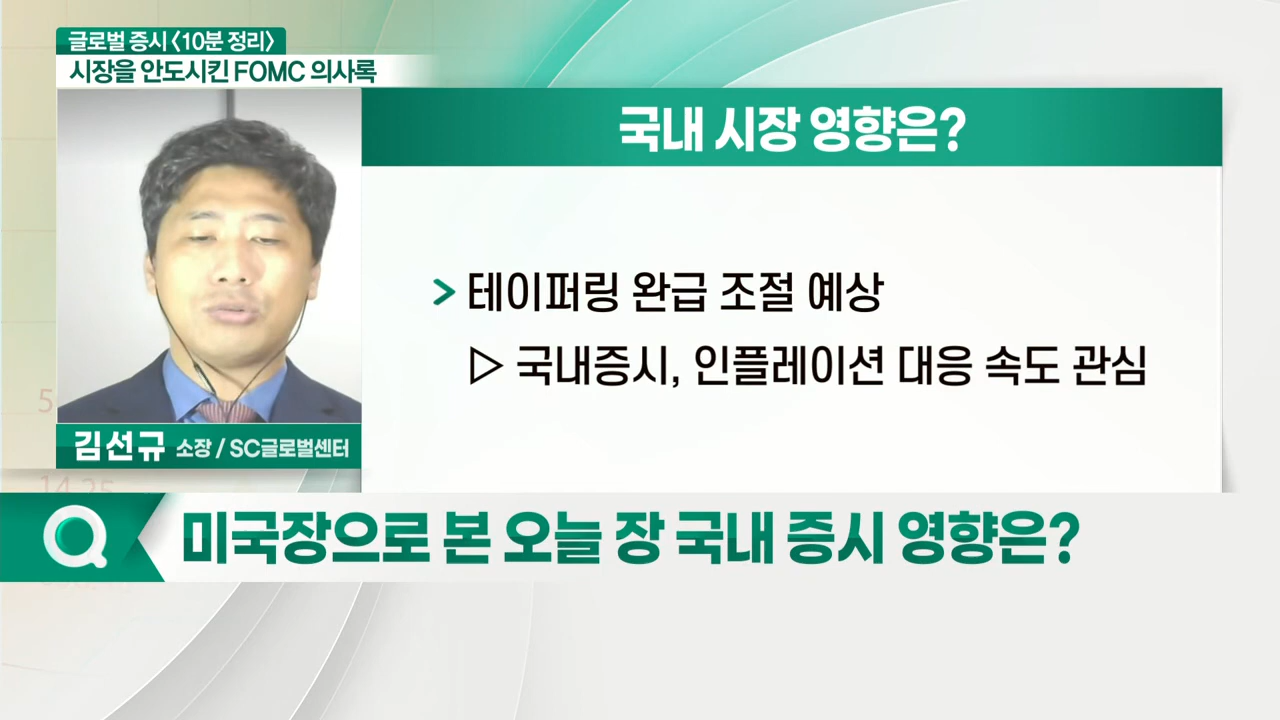 글로벌 증시 <10분 정리>
시장을 안도시킨 FOMC 의사록
국내 시장 영향은?
> 테이퍼링 완급 조절 예상
▷ 국내증시, 인플레이션 대응 속도 관심
김선규 소장 / SC글로벌센터
Q 미국장으로 본 오늘 장 국내 증시 영향은?